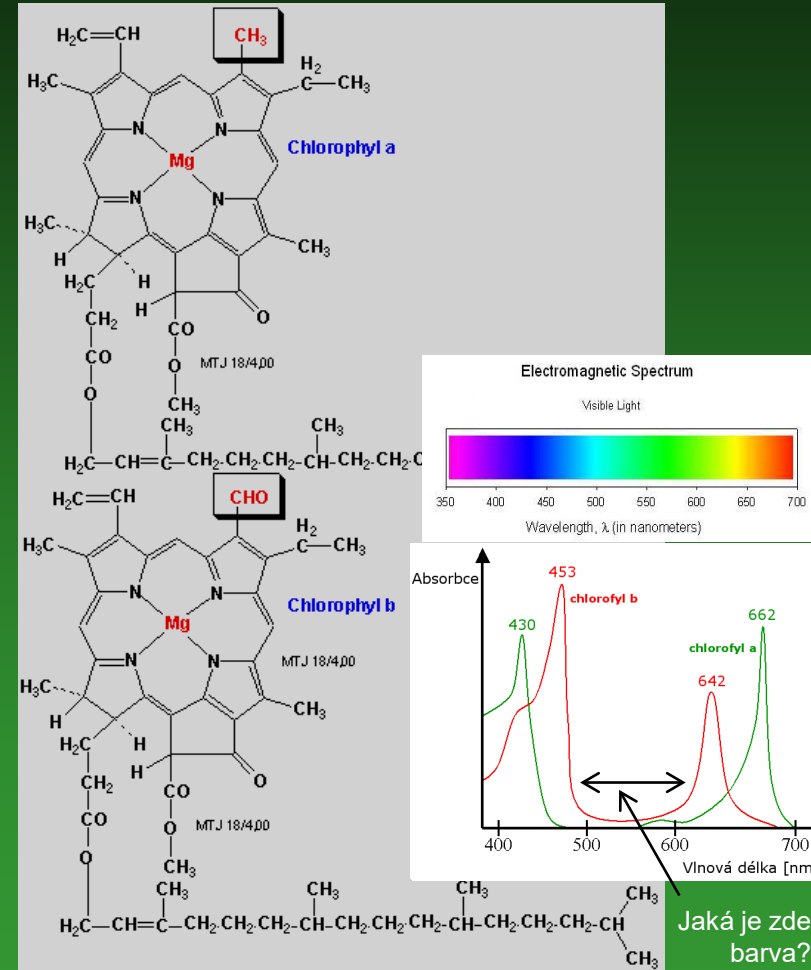 H₂C=CH
CH₃
H₃C
H₂
C—CH₃
N
N
Chlorophyl a
Mg
N
N
H₃C
CH₃
H
H
H₂C
H
O
CH₂
CO
CO
O
MTJ 18/4,00
O
CH₃
CH₃
CH₃
H₂C—CH=C—CH₂-CH₂-CH₂-CH-CH₂-CH₂-C
H₂C=CH
CHO
H₃C
H₂
C—CH₃
N
N
Chlorophyl b
Mg
N
N
MTJ 18/4,00
H₃C
CH₃
H
H
H₂C
H
O
CH₂
CO
CO
MTJ 18/4,00
O
O
CH₃
CH₃
CH₃
CH₃
CH₃
H₂C—CH=C—CH₂-CH₂-CH₂-CH-CH₂-CH₂-CH₂-CH-CH₂-CH₂-CH₂-CH
CH₃
Electromagnetic Spectrum
Visible Light
350 400 450 500 550 600 650 700
Wavelength, λ (in nanometers)
Absorbce
453
chlorofyl b
430
662
chlorofyl a
642
400 500 600 700
Vlnová délka [nm
Jaká je zde
barva?